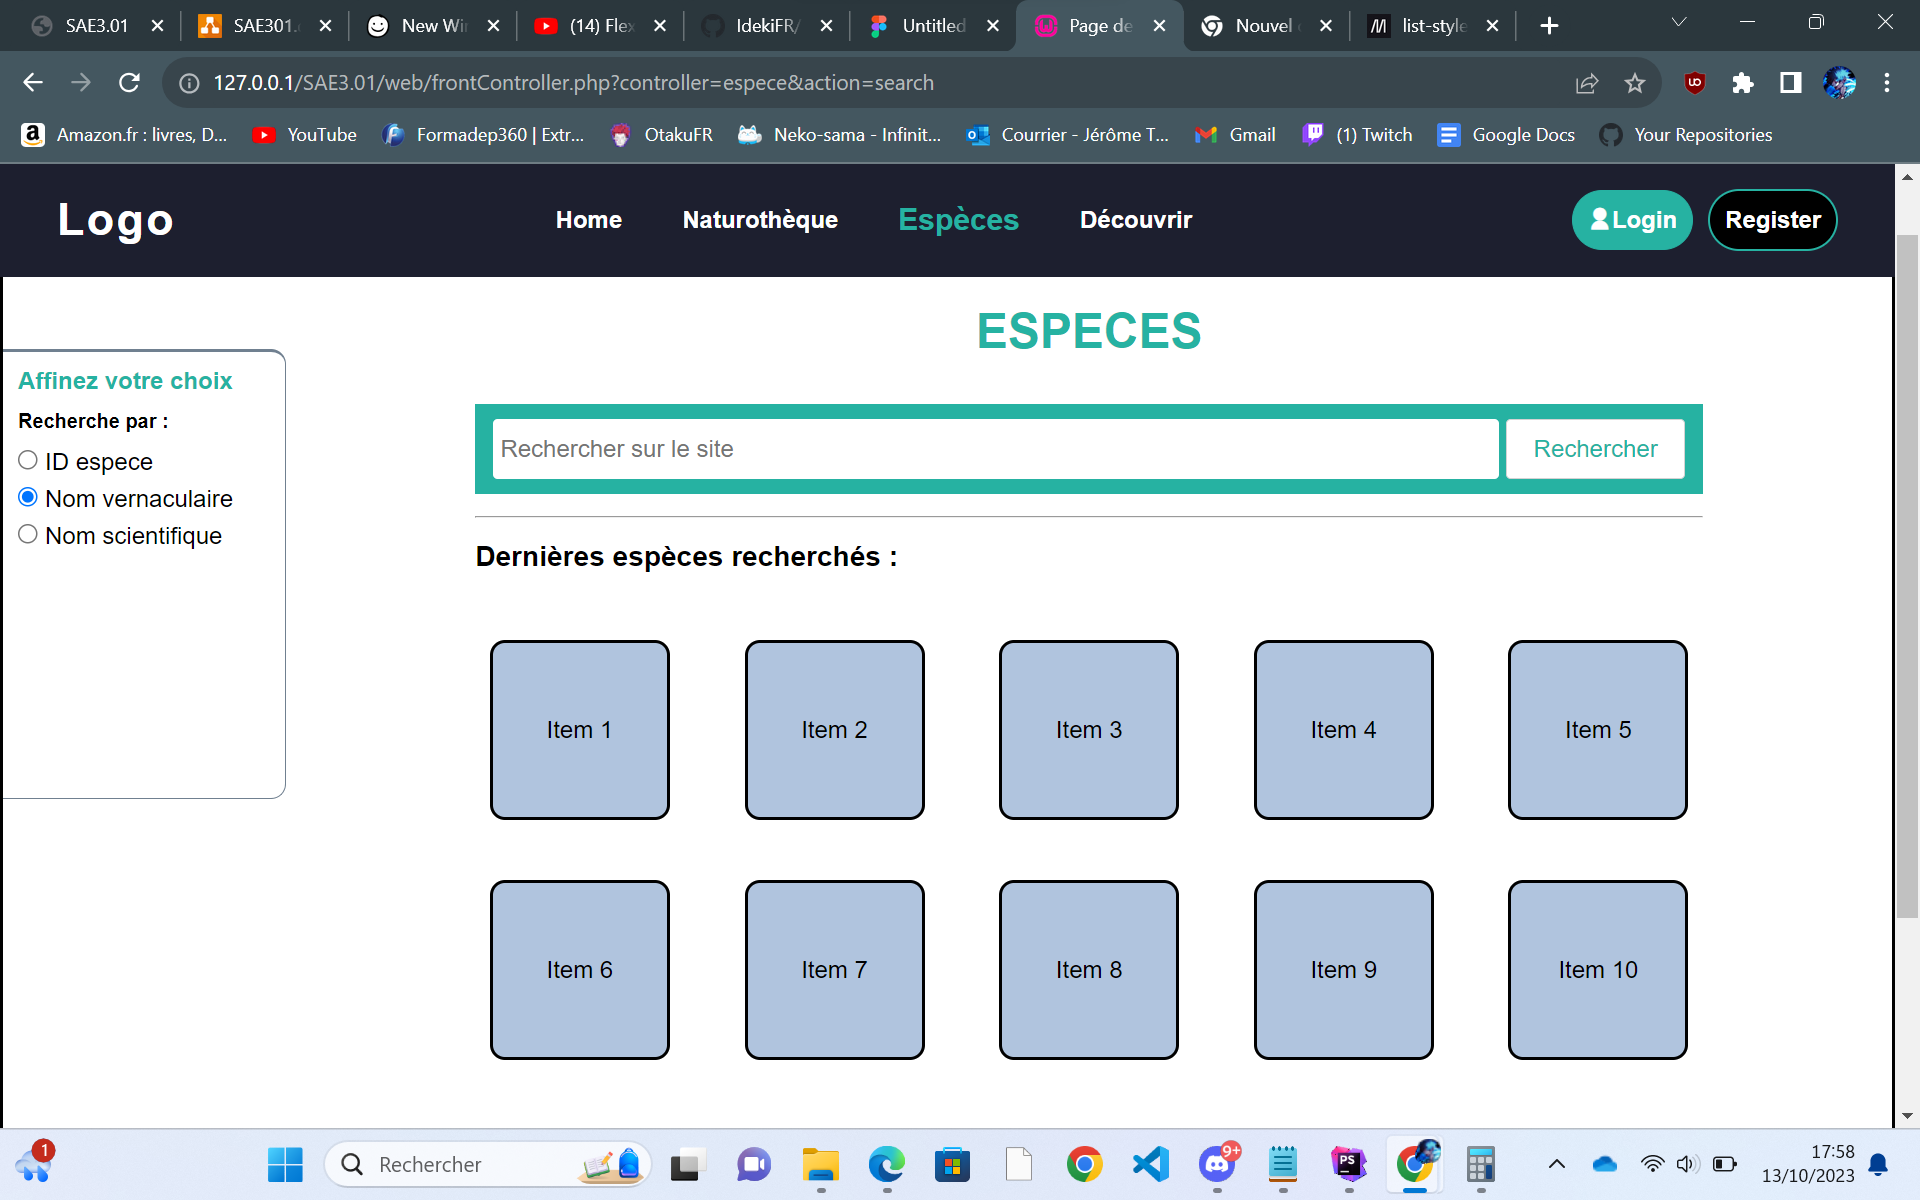 SAE3.01
SAE301.
New Wi
(14) Flex
IdekiFR/
Untitled
Page de
Nouvel
list-style
127.0.0.1/SAE3.01/web/frontController.php?controller=espece&action=search
Amazon.fr : livres, D...
YouTube
Formadep360 | Extr...
OtakuFR
Neko-sama - Infinit...
Courrier - Jérôme T...
Gmail
(1) Twitch
Google Docs
Your Repositories
Logo
Home
Naturothèque
Espèces
Découvrir
Login
Register
ESPECES
Affinez votre choix
Recherche par :
ID espece
Nom vernaculaire
Nom scientifique
Rechercher sur le site
Rechercher
Dernières espèces recherchés :
Item 1
Item 2
Item 3
Item 4
Item 5
Item 6
Item 7
Item 8
Item 9
Item 10
1
Rechercher
9+
PS
17:58
13/10/2023